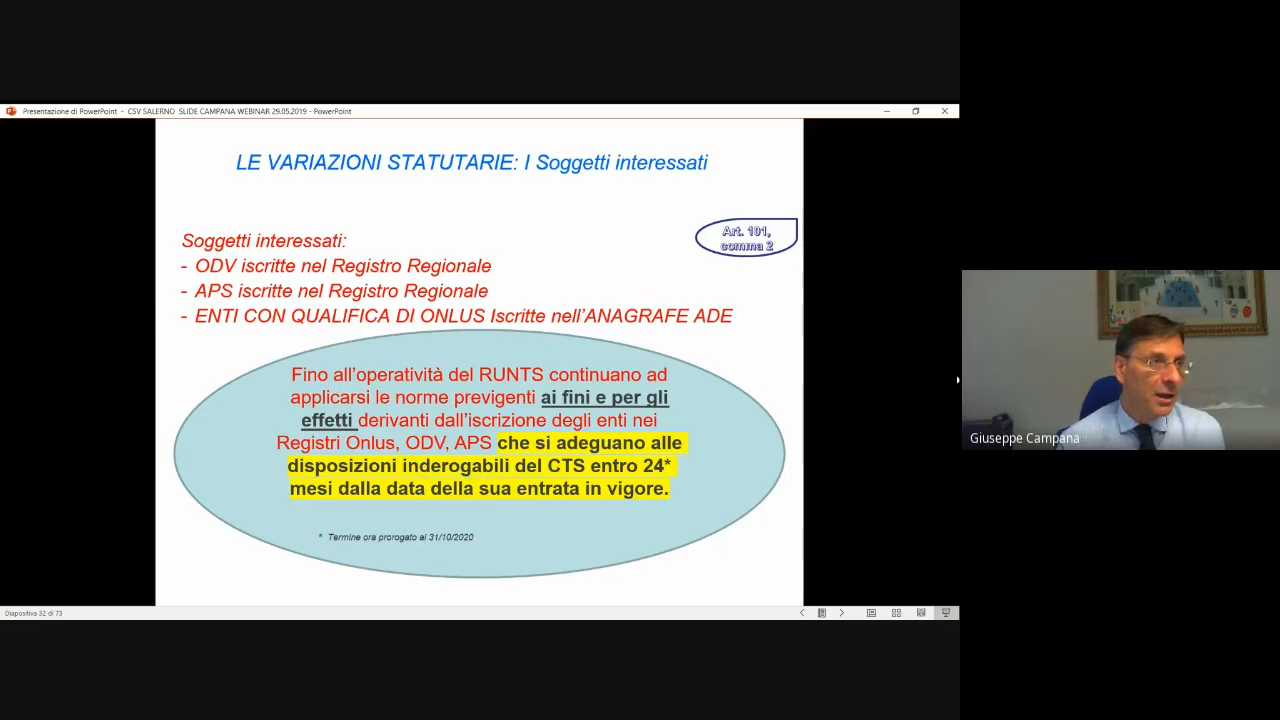 Presentazione di PowerPoint - CSV SALERNO SLIDE CAMPANA WEBINAR 29.05.2019 - PowerPoint
LE VARIAZIONI STATUTARIE: I Soggetti interessati
Art. 101,
comma 2
Soggetti interessati:
- ODV iscritte nel Registro Regionale
- APS iscritte nel Registro Regionale
- ENTI CON QUALIFICA DI ONLUS Iscritte nell'ANAGRAFE ADE
Fino all'operatività del RUNTS continuano ad
applicarsi le norme previgenti ai fini e per gli
effetti derivanti dall'iscrizione degli enti nei
Registri Onlus, ODV, APS che si adeguano alle
disposizioni inderogabili del CTS entro 24*
mesi dalla data della sua entrata in vigore.
* Termine ora prorogato al 31/10/2020
Diapositiva 32 di 73
Giuseppe Campana